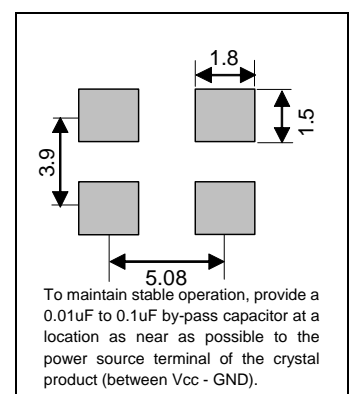 1.8
1.5
3.9
5.08
To maintain stable operation, provide a
0.01uF to 0.1uF by-pass capacitor at a
location as near as possible to the
power source terminal of the crystal
product (between Vcc - GND).